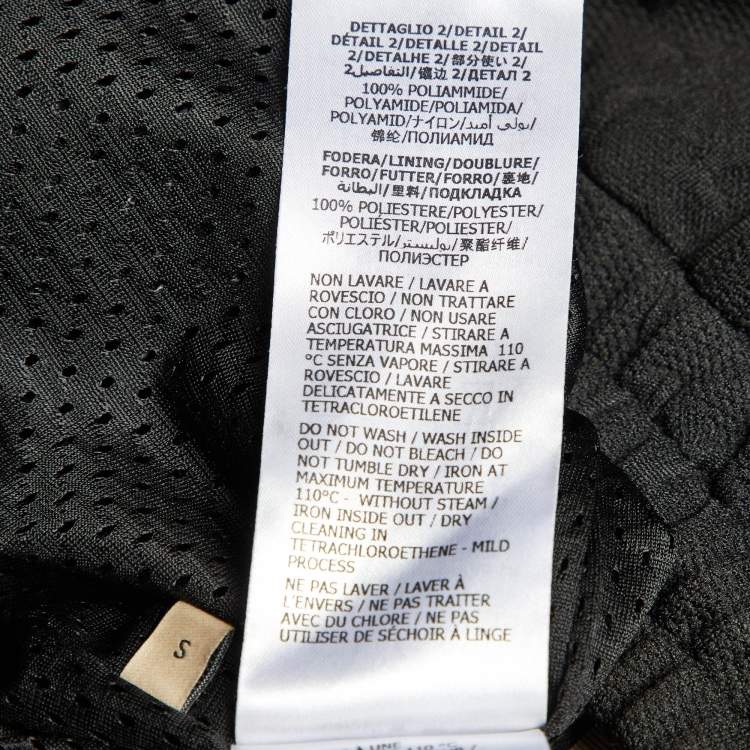 DETTAGLIO 2/DETAIL 2/
DÉTAIL 2/DETALLE 2/DETAIL
2/DETALHE 2/部分使い 2/
التفاصيل2/镶边 2/ДЕТАЛ 2
100% POLIAMMIDE/
POLYAMIDE/POLIAMIDA/
POLYAMID/ナイロン/بولى أميد/
锦纶/ПОЛИАМИД
FODERA/LINING/DOUBLURE/
FORRO/FUTTER/FORRO/裏地/
البطانة/里料/ПОДКЛАДКА
100% POLIESTERE/POLYESTER/
POLIÉSTER/POLIESTER/
ポリエステル/بوليستر/聚酯纤维/
ПОЛИЭСТЕР
NON LAVARE / LAVARE A
ROVESCIO / NON TRATTARE
CON CLORO / NON USARE
ASCIUGATRICE / STIRARE A
TEMPERATURA MASSIMA 110
°C SENZA VAPORE / STIRARE A
ROVESCIO / LAVARE
DELICATAMENTE A SECCO IN
TETRACLOROETILENE
DO NOT WASH / WASH INSIDE
OUT / DO NOT BLEACH / DO
NOT TUMBLE DRY / IRON AT
MAXIMUM TEMPERATURE
110°C - WITHOUT STEAM /
IRON INSIDE OUT / DRY
CLEANING IN
TETRACHLOROETHENE - MILD
PROCESS
NE PAS LAVER / LAVER À
L'ENVERS / NE PAS TRAITER
AVEC DU CHLORE / NE PAS
UTILISER DE SÉCHOIR À LINGE
S